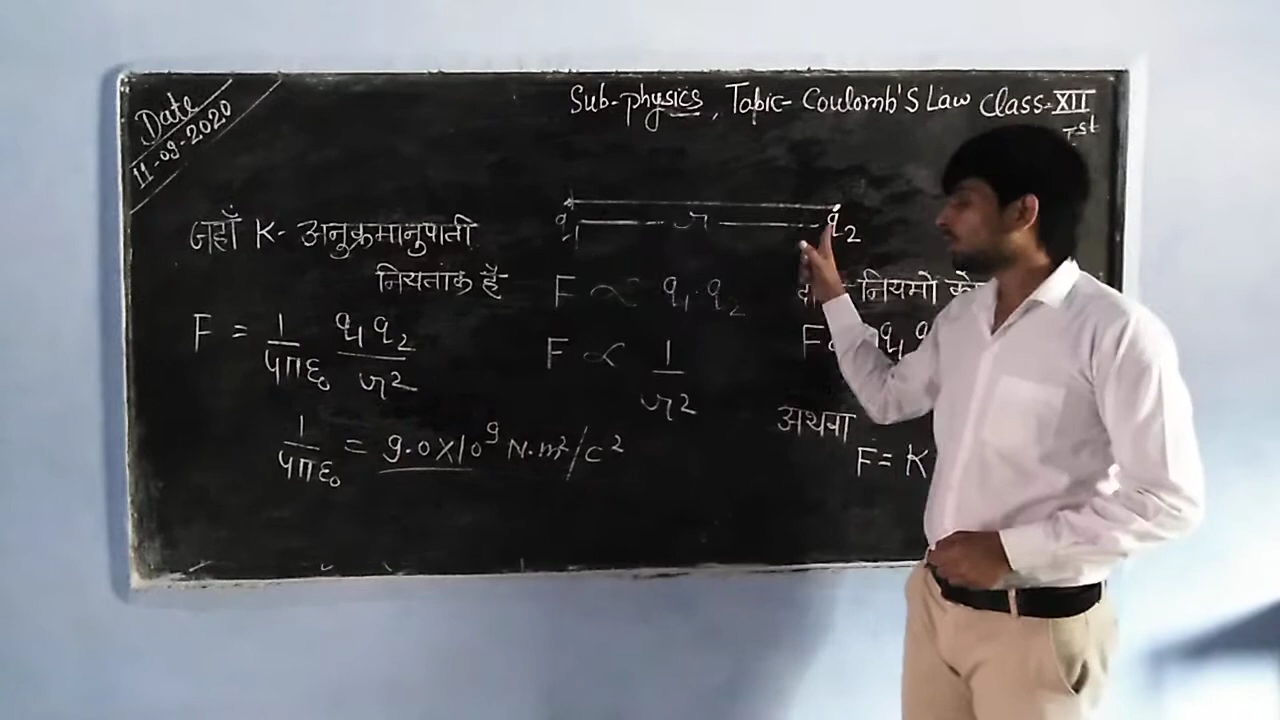 Date
11-09-2020
Sub-physics, Topic- Coulomb'S Law Class-XII
Ist
जहाँ K- अनुक्रमानुपाती
नियतांक है-
F = 1/4πε₀ q₁q₂/r²
1/4πε₀ = 9.0×10⁹ N.m²/c²
q₁ r q₂
F ∝ q₁.q₂
F ∝ 1/r²
नियमों को
F ∝ q₁ q
अथवा
F = K